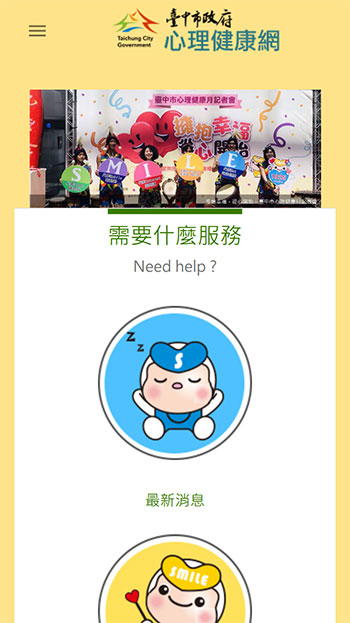 Taichung City
Government
臺中市政府
心理健康網
臺中市心理健康月記者會
擁抱幸福
從心開始
S M I L E
需要什麼服務
Need help ?
z z z
S
最新消息
SMILE